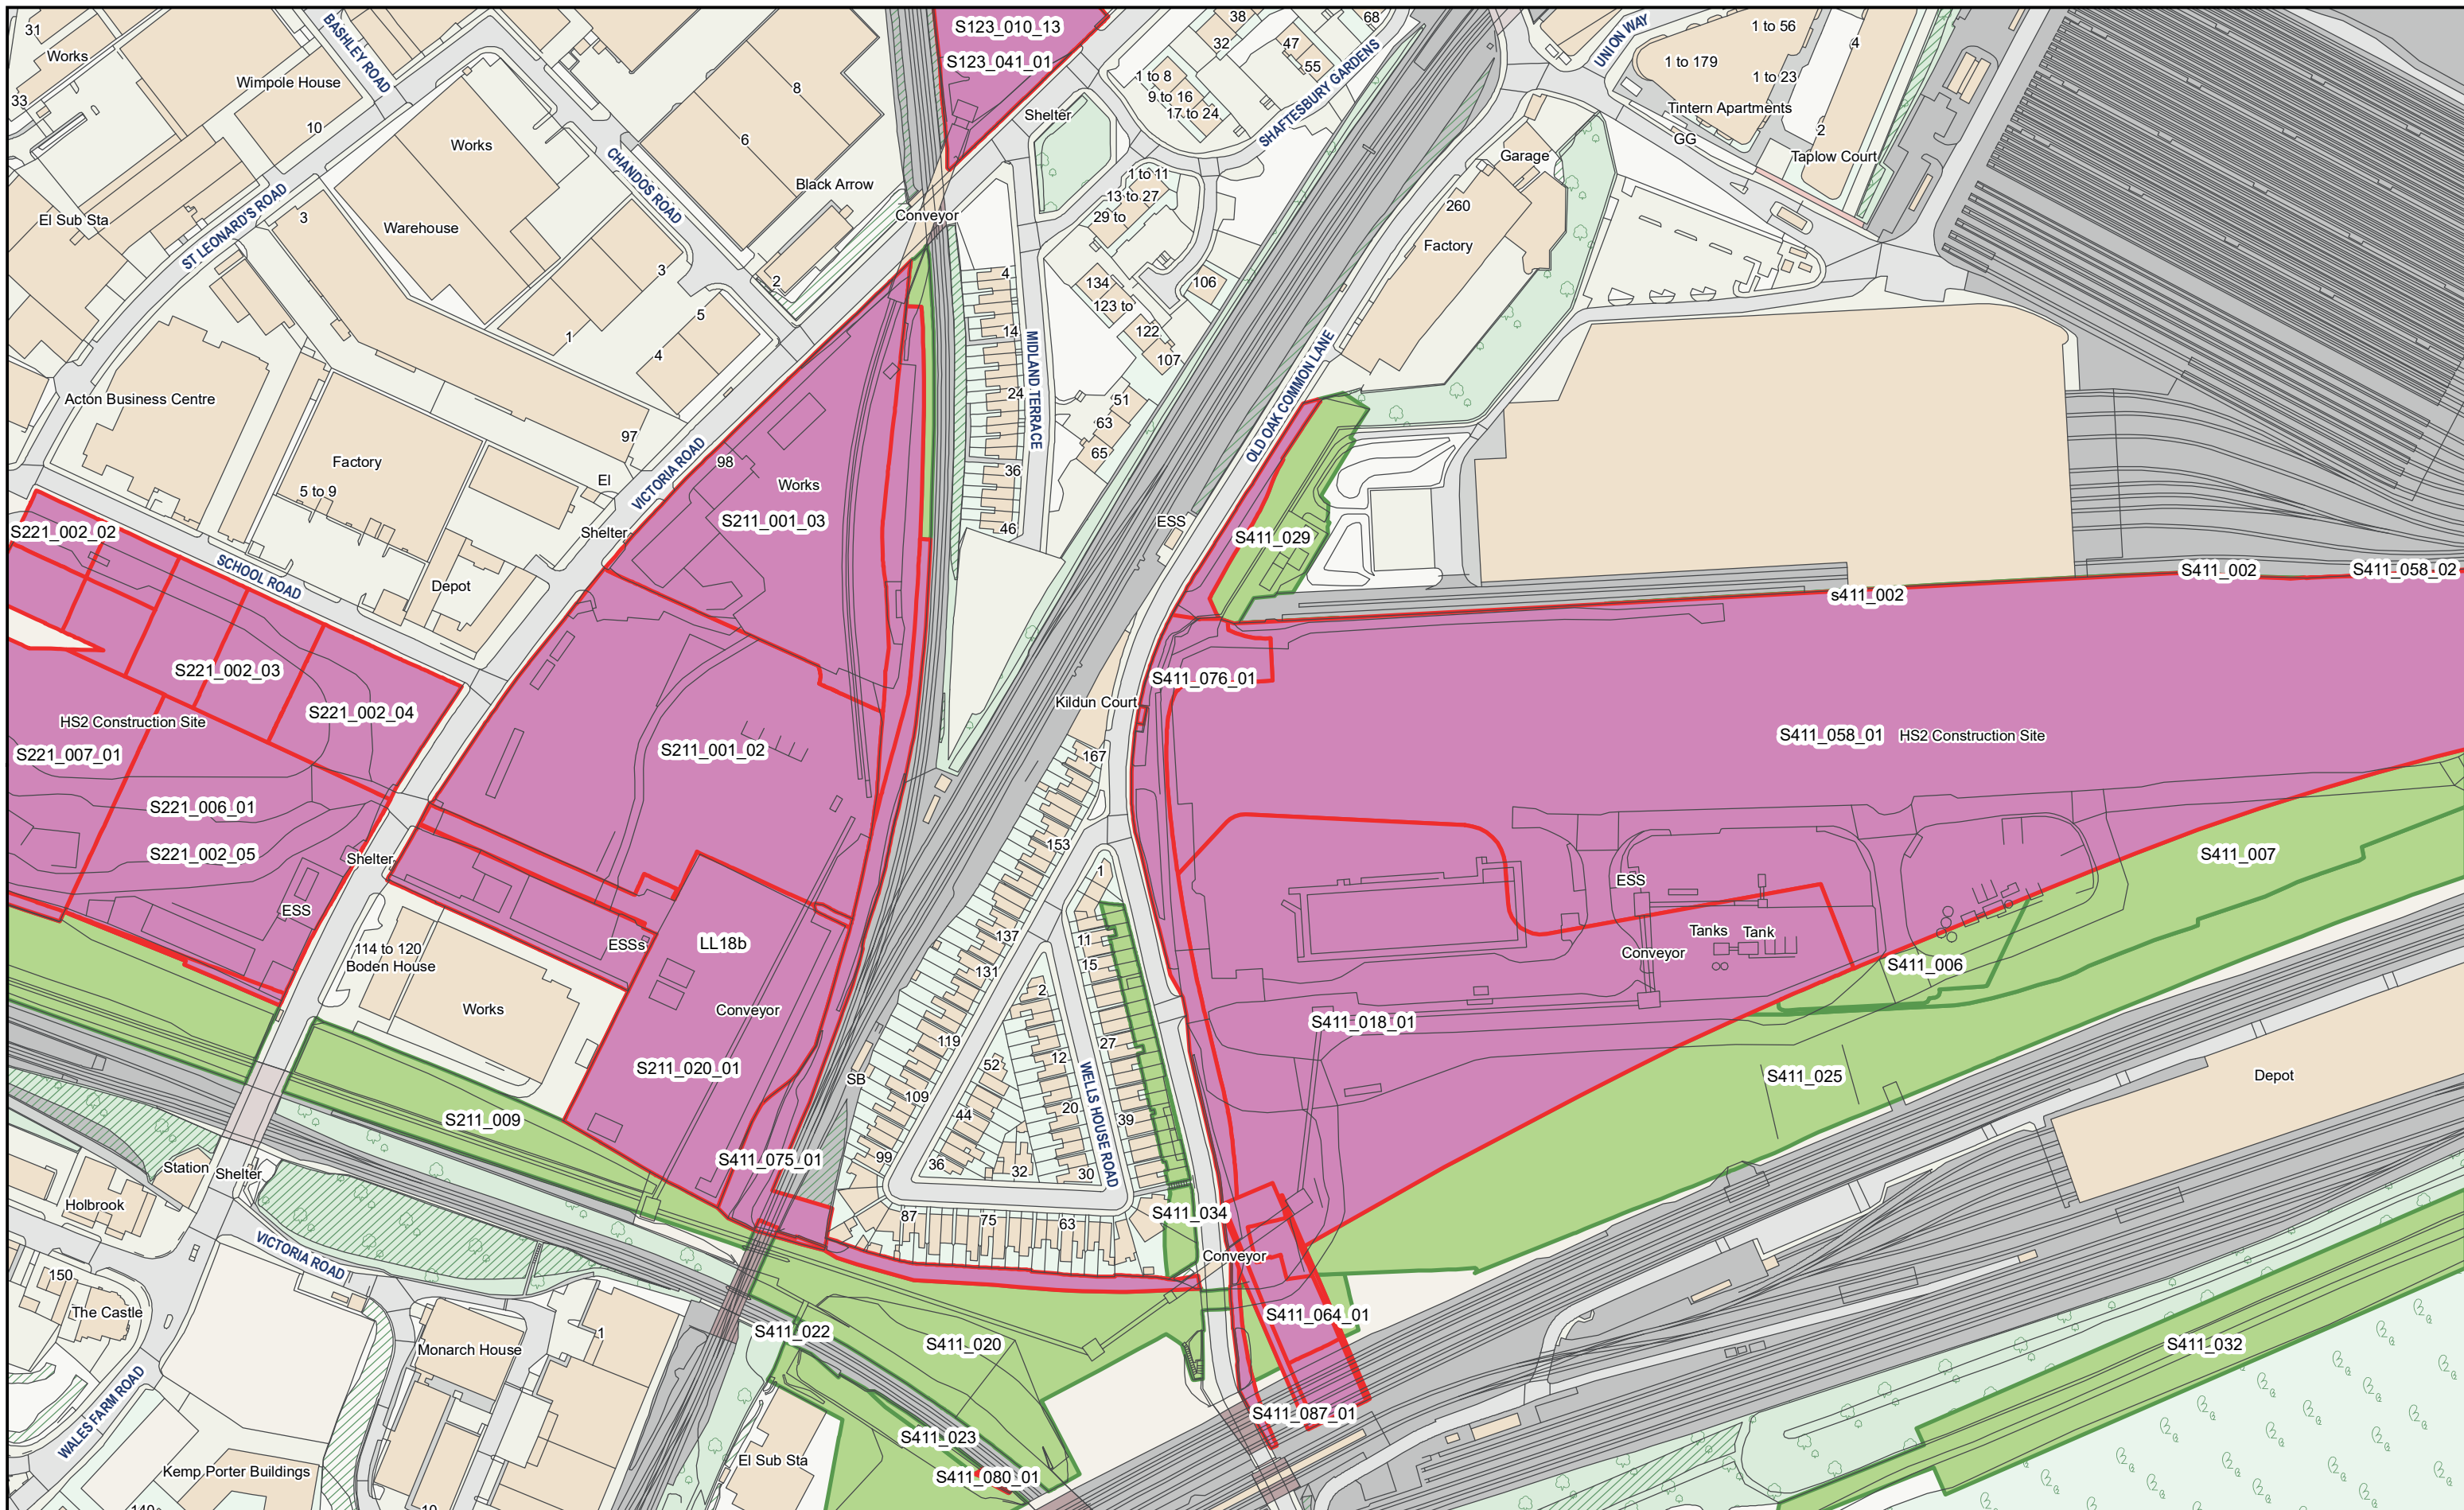 31
Works
33
BASHLEY ROAD
Wimpole House
10
Works
CHANDOS ROAD
8
6
Black Arrow
2
El Sub Sta
ST LEONARD'S ROAD
3
Warehouse
3
1
5
4
Acton Business Centre
Factory
5 to 9
97
El
Shelter
VICTORIA ROAD
SCHOOL ROAD
Depot
S123_010_13
S123_041_01
Shelter
Conveyor
38
32
68
47
55
1 to 8
9 to 16
17 to 24
SHAFTESBURY GARDENS
1 to 11
13 to 27
29 to
134
123 to
106
122
107
51
63
65
4
14
24
36
46
MIDLAND TERRACE
UNION WAY
1 to 56
1 to 179
1 to 23
Tintern Apartments
GG
4
2
Taplow Court
Garage
260
Factory
OLD OAK COMMON LANE
ESS
S411_029
98
Works
S211_001_03
S211_001_02
S221_002_02
S221_002_03
S221_002_04
HS2 Construction Site
S221_007_01
S221_006_01
S221_002_05
Shelter
ESS
s411_002
S411_002
S411_058_02
S411_076_01
Kildun Court
S411_058_01
HS2 Construction Site
167
153
137
131
119
109
99
1
11
15
2
27
12
52
44
20
39
36
32
30
WELLS HOUSE ROAD
87
75
63
SB
114 to 120
Boden House
Works
ESSs
LL18b
Conveyor
S211_020_01
S211_009
S411_075_01
S411_007
ESS
Tanks
Tank
Conveyor
S411_006
S411_018_01
S411_025
Depot
Station
Shelter
Holbrook
VICTORIA ROAD
150
The Castle
WALES FARM ROAD
Monarch House
1
Kemp Porter Buildings
140
10
El Sub Sta
S411_034
Conveyor
S411_022
S411_020
S411_064_01
S411_087_01
S411_023
S411_080_01
S411_032